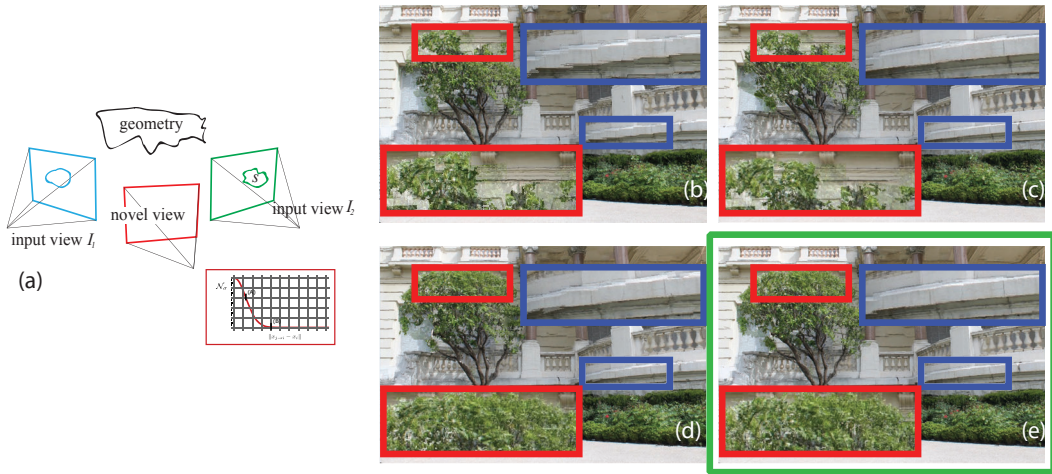 geometry
S
novel view
input view I₂
input view I₁
(a)
(b)
(c)
(d)
(e)